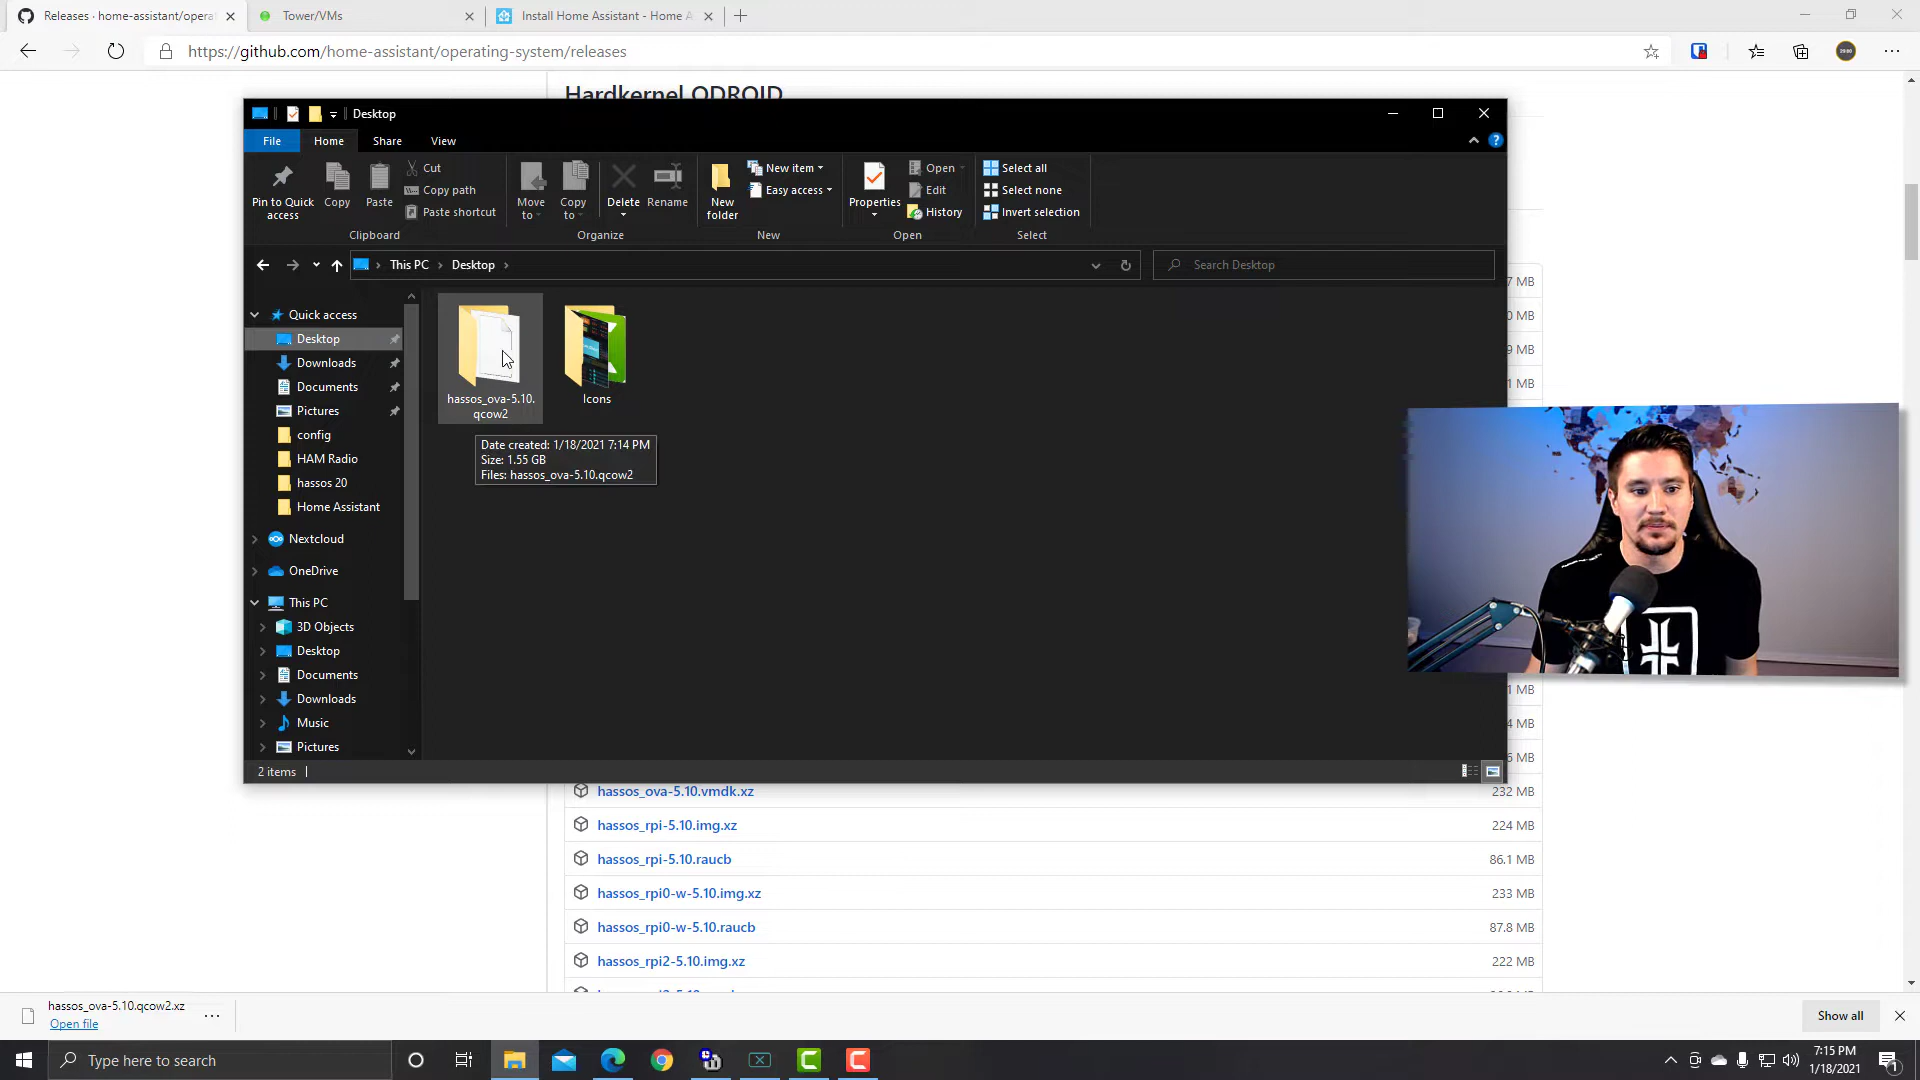 Releases · home-assistant/operat
Tower/VMs
Install Home Assistant - Home A
https://github.com/home-assistant/operating-system/releases
Hardkernel ODROID
Desktop
File
Home
Share
View
Pin to Quick
access
Copy
Paste
Cut
Copy path
Paste shortcut
Clipboard
Move
to
Copy
to
Delete
Rename
Organize
New
folder
New item
Easy access
New
Properties
Open
Edit
History
Open
Select all
Select none
Invert selection
Select
This PC
Desktop
Search Desktop
Quick access
Desktop
Downloads
Documents
Pictures
config
HAM Radio
hassos 20
Home Assistant
Nextcloud
OneDrive
This PC
3D Objects
Desktop
Documents
Downloads
Music
Pictures
hassos_ova-5.10.
qcow2
Icons
Date created: 1/18/2021 7:14 PM
Size: 1.55 GB
Files: hassos_ova-5.10.qcow2
2 items
7 MB
0 MB
9 MB
1 MB
1 MB
4 MB
6 MB
hassos_ova-5.10.vmdk.xz 232 MB
hassos_rpi-5.10.img.xz 224 MB
hassos_rpi-5.10.raucb 86.1 MB
hassos_rpi0-w-5.10.img.xz 233 MB
hassos_rpi0-w-5.10.raucb 87.8 MB
hassos_rpi2-5.10.img.xz 222 MB
hassos_ova-5.10.qcow2.xz
Open file
Show all
Type here to search
7:15 PM
1/18/2021
1